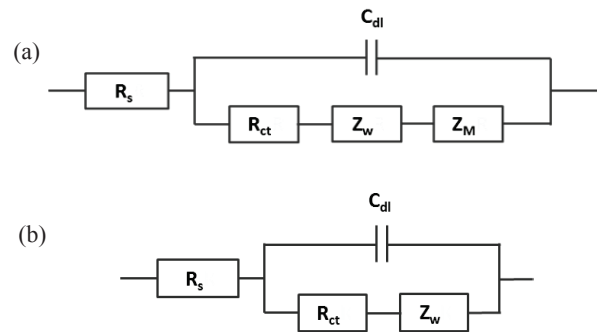 (a)
C_dl
R_s
R_ct Z_w Z_M
(b)
C_dl
R_s
R_ct Z_w